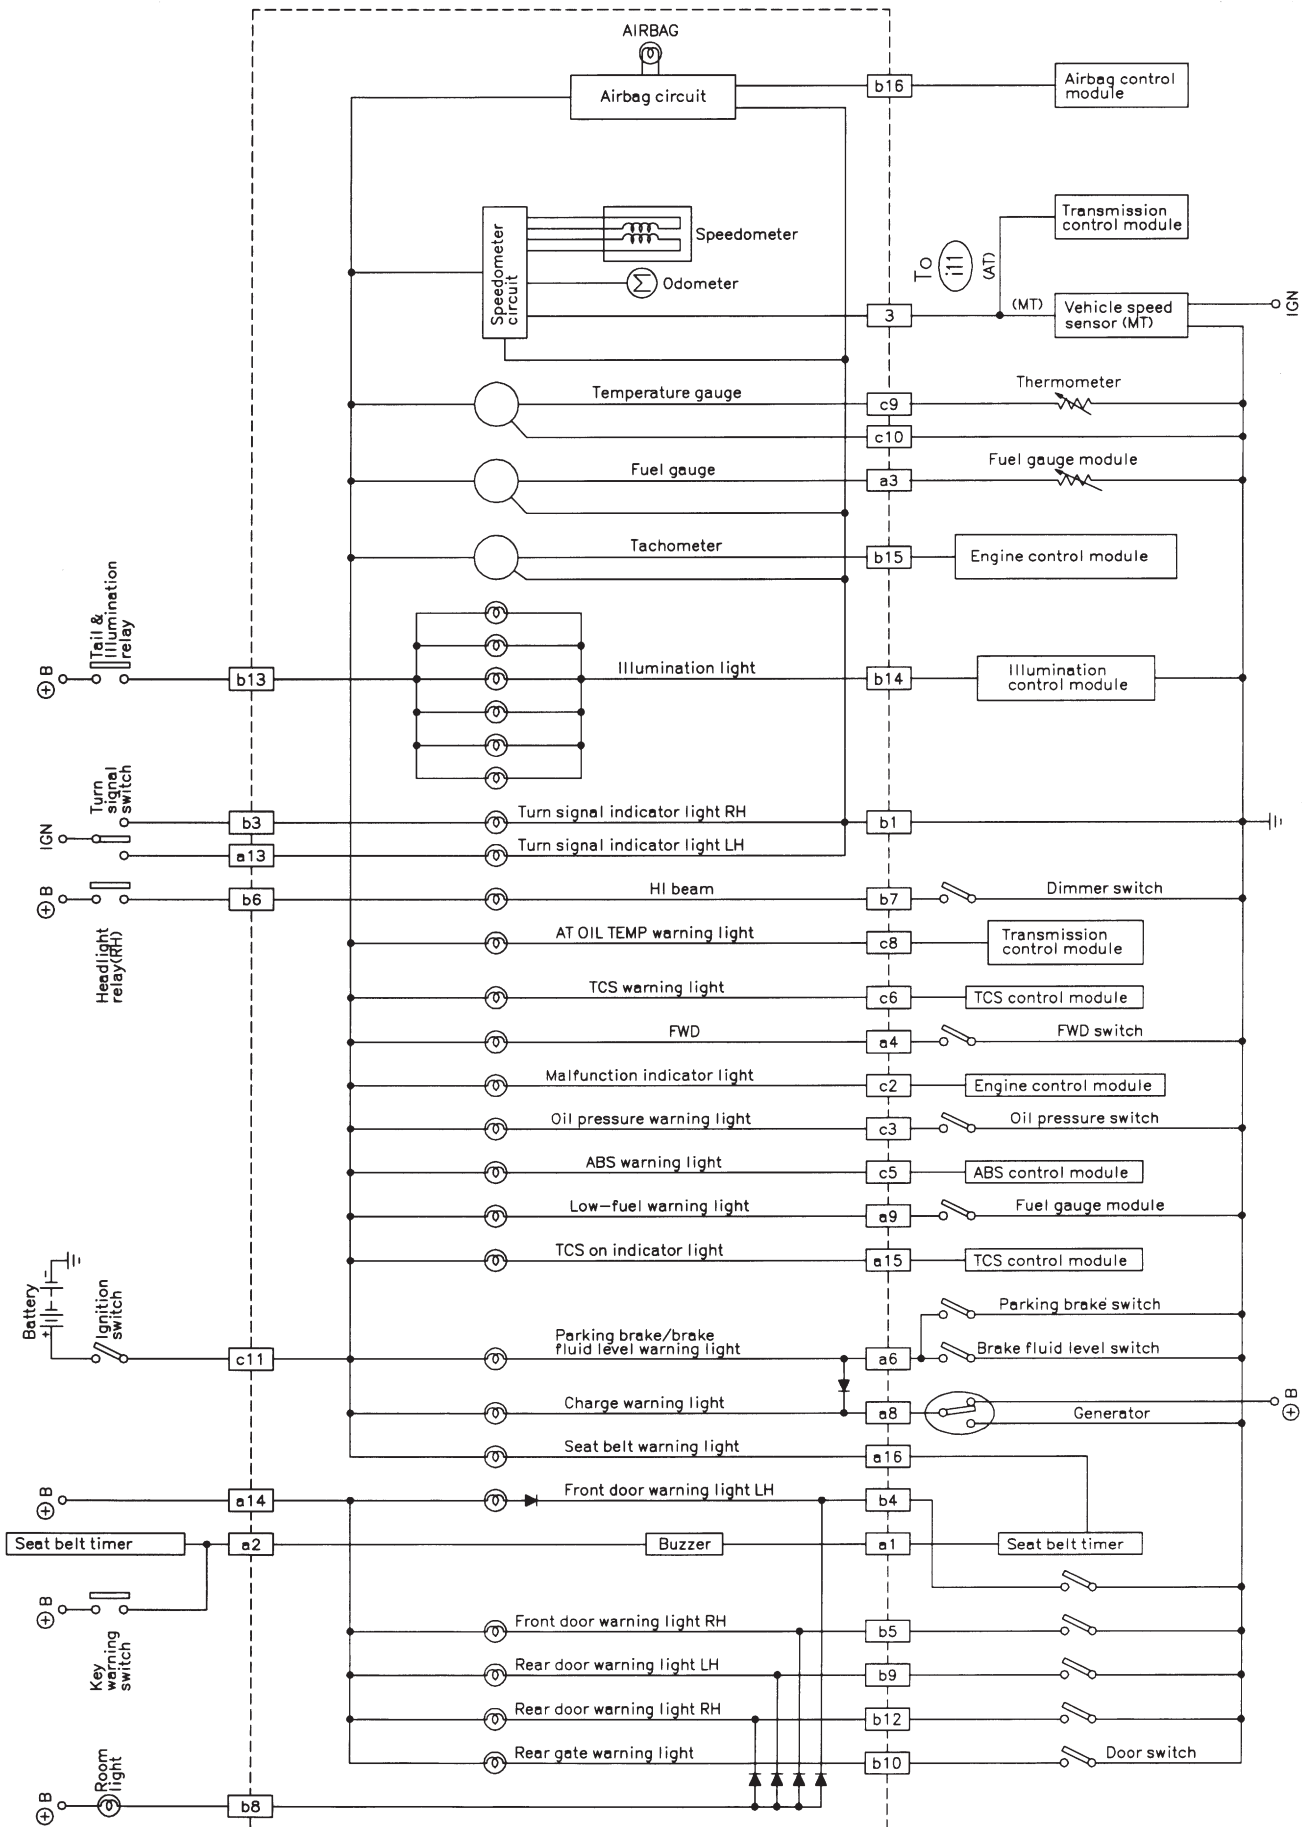 AIRBAG
Airbag circuit
b16
Airbag control
module
Transmission
control module
Speedometer
circuit
Speedometer
Odometer
To
i11
(AT)
3
(MT)
Vehicle speed
sensor (MT)
IGN
Temperature gauge
c9
Thermometer
c10
Fuel gauge
a3
Fuel gauge module
Tachometer
b15
Engine control module
Tail &
Illumination
relay
B
b13
Illumination light
b14
Illumination
control module
Turn
signal
switch
IGN
b3
Turn signal indicator light RH
b1
a13
Turn signal indicator light LH
B
b6
HI beam
b7
Dimmer switch
Headlight
relay(RH)
AT OIL TEMP warning light
c8
Transmission
control module
TCS warning light
c6
TCS control module
FWD
a4
FWD switch
Malfunction indicator light
c2
Engine control module
Oil pressure warning light
c3
Oil pressure switch
ABS warning light
c5
ABS control module
Low-fuel warning light
a9
Fuel gauge module
TCS on indicator light
a15
TCS control module
Battery
Ignition
switch
c11
Parking brake/brake
fluid level warning light
a6
Parking brake switch
Brake fluid level switch
Charge warning light
a8
Generator
B
Seat belt warning light
a16
B
a14
Front door warning light LH
b4
Seat belt timer
a2
Buzzer
a1
Seat belt timer
B
Key
warning
switch
Front door warning light RH
b5
Rear door warning light LH
b9
Rear door warning light RH
b12
Rear gate warning light
b10
Door switch
B
Room
light
b8